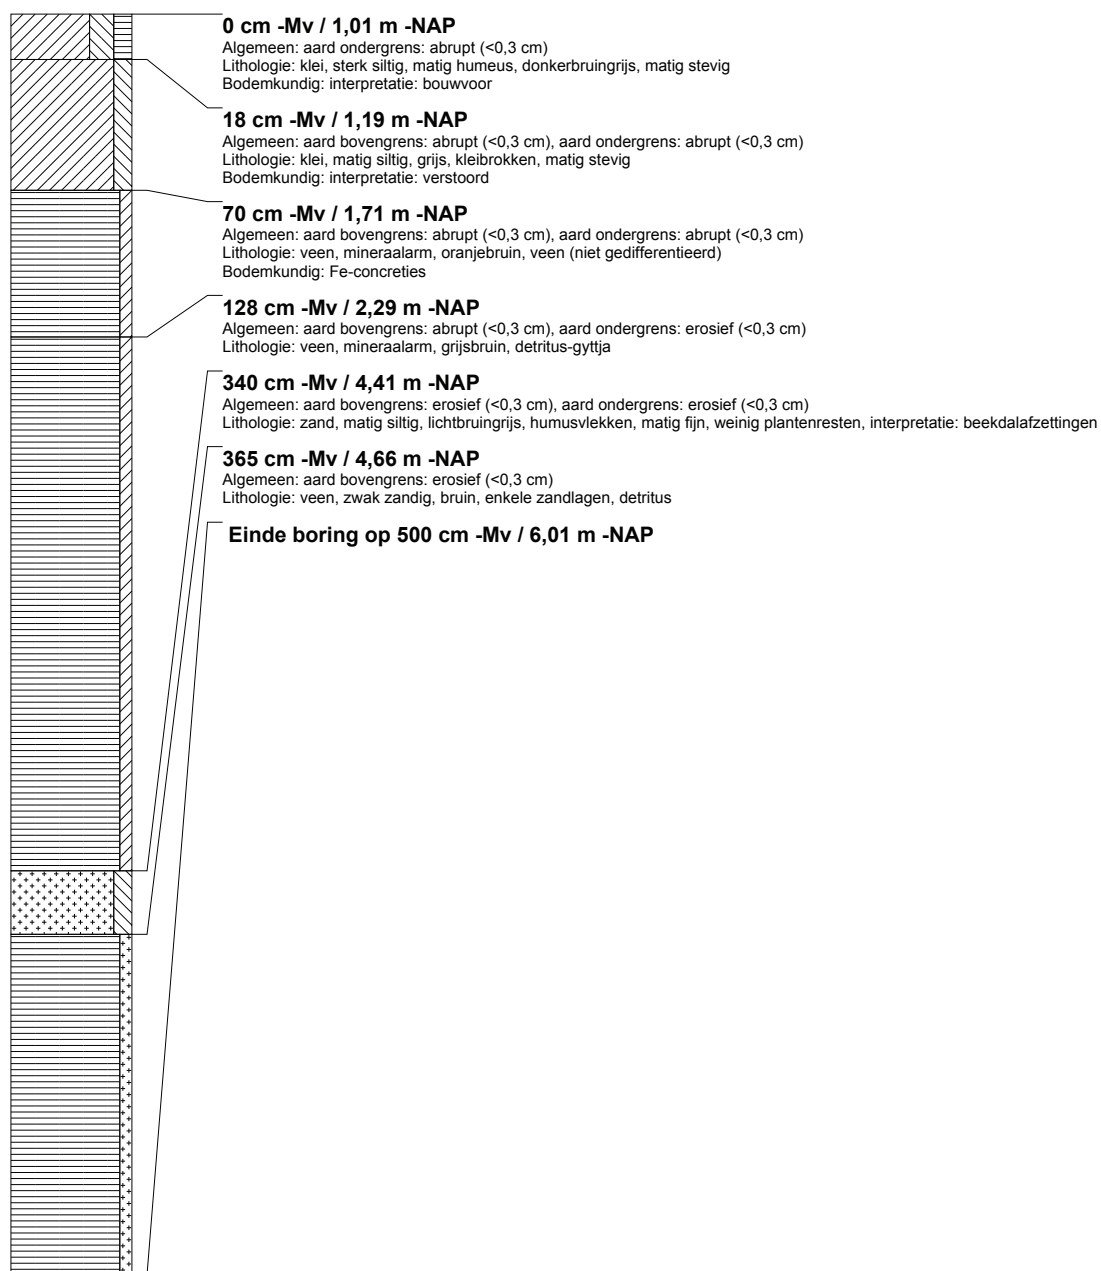 0 cm -Mv / 1,01 m -NAP
Algemeen: aard ondergrens: abrupt (<0,3 cm)
Lithologie: klei, sterk siltig, matig humeus, donkerbruingrijs, matig stevig
Bodemkundig: interpretatie: bouwvoor
18 cm -Mv / 1,19 m -NAP
Algemeen: aard bovengrens: abrupt (<0,3 cm), aard ondergrens: abrupt (<0,3 cm)
Lithologie: klei, matig siltig, grijs, kleibrokken, matig stevig
Bodemkundig: interpretatie: verstoord
70 cm -Mv / 1,71 m -NAP
Algemeen: aard bovengrens: abrupt (<0,3 cm), aard ondergrens: abrupt (<0,3 cm)
Lithologie: veen, mineraalarm, oranjebruin, veen (niet gedifferentieerd)
Bodemkundig: Fe-concreties
128 cm -Mv / 2,29 m -NAP
Algemeen: aard bovengrens: abrupt (<0,3 cm), aard ondergrens: erosief (<0,3 cm)
Lithologie: veen, mineraalarm, grijsbruin, detritus-gyttja
340 cm -Mv / 4,41 m -NAP
Algemeen: aard bovengrens: erosief (<0,3 cm), aard ondergrens: erosief (<0,3 cm)
Lithologie: zand, matig siltig, lichtbruingrijs, humusvlekken, matig fijn, weinig plantenresten, interpretatie: beekdalafzettingen
365 cm -Mv / 4,66 m -NAP
Algemeen: aard bovengrens: erosief (<0,3 cm)
Lithologie: veen, zwak zandig, bruin, enkele zandlagen, detritus
Einde boring op 500 cm -Mv / 6,01 m -NAP